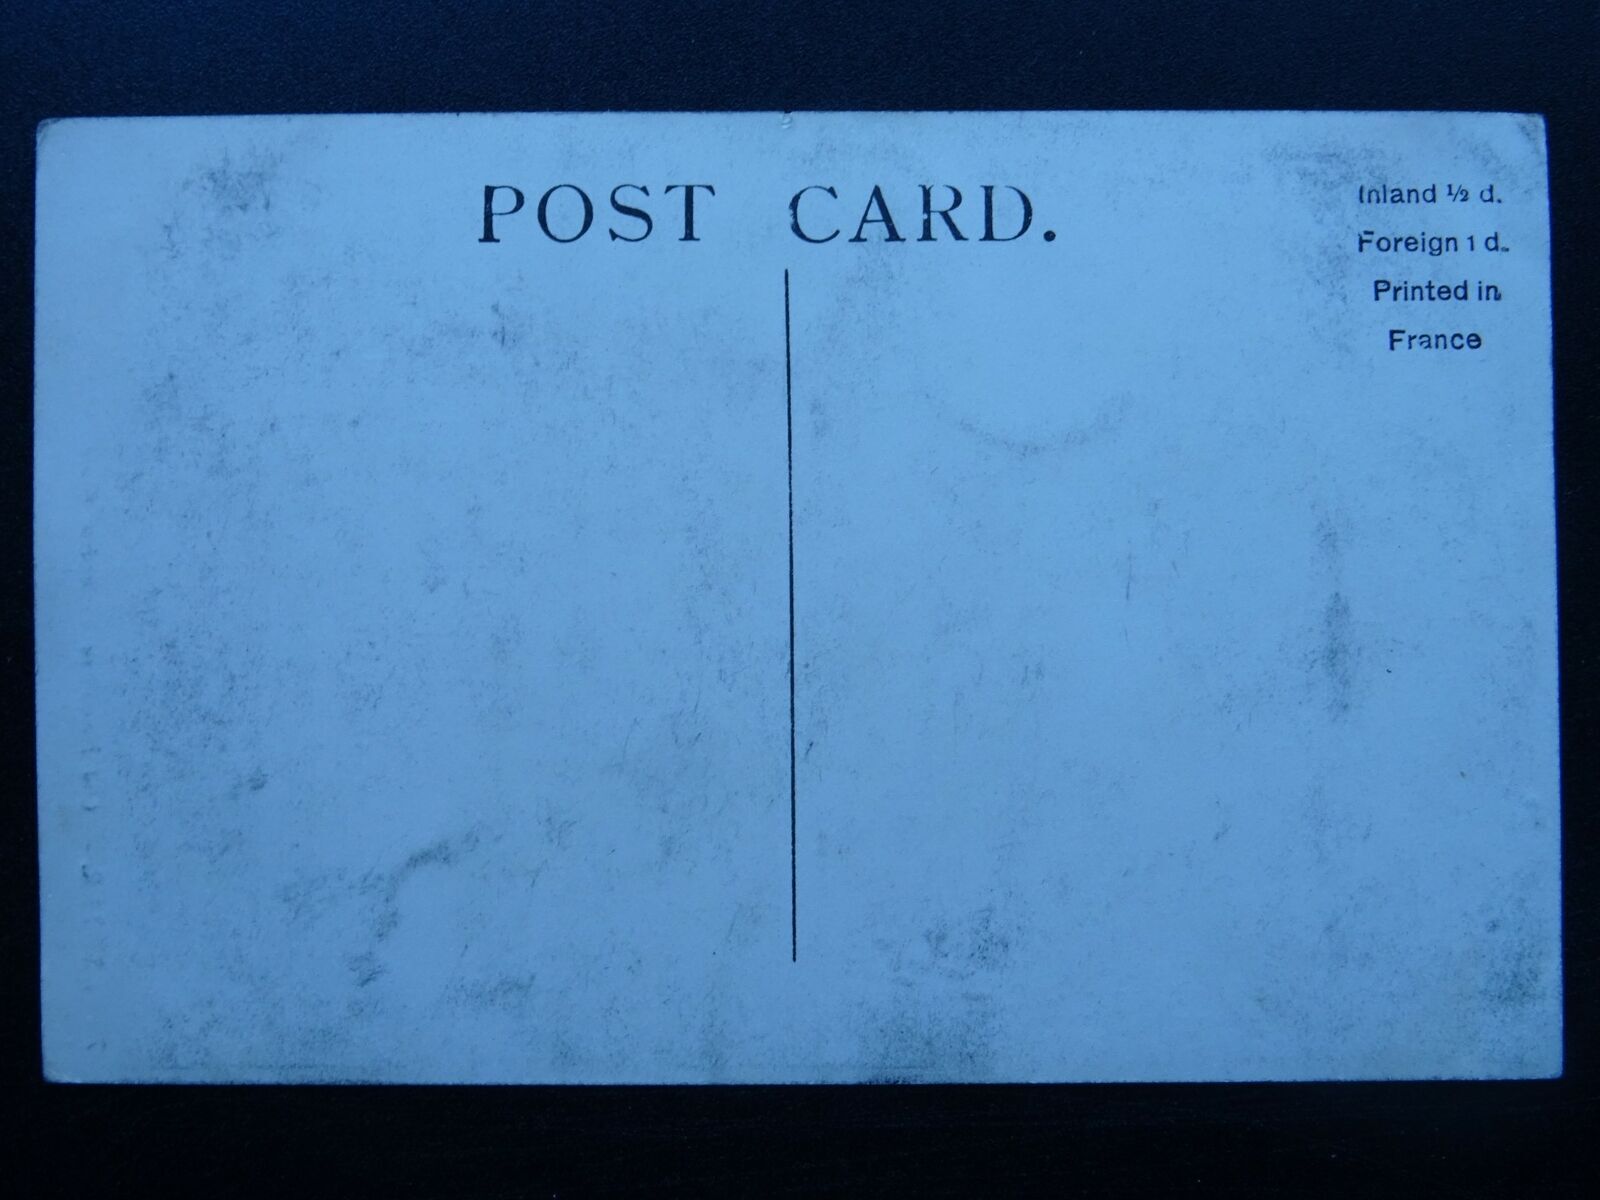 POST CARD.
Inland ½ d.
Foreign 1 d.
Printed in
France